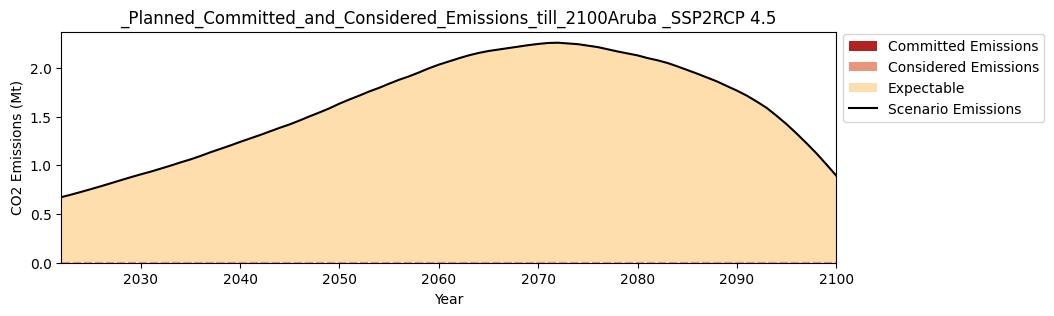 _Planned_Committed_and_Considered_Emissions_till_2100Aruba _SSP2RCP 4.5
CO2 Emissions (Mt)
2.0
1.5
1.0
0.5
0.0
2030
2040
2050
2060
2070
2080
2090
2100
Year
Committed Emissions
Considered Emissions
Expectable
Scenario Emissions